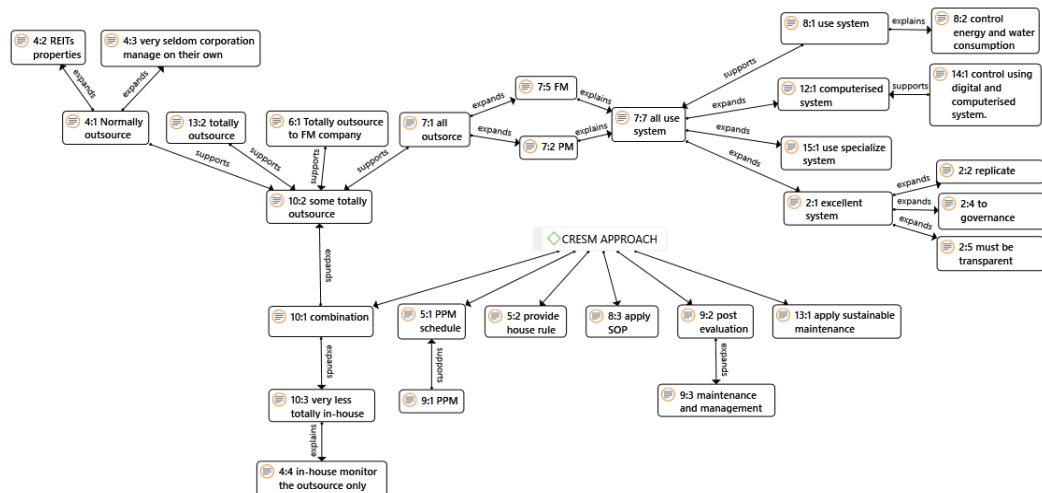 4:2 REITs
properties
4:3 very seldom corporation
manage on their own
expands
expands
4:1 Normally
outsource
13:2 totally
outsource
6:1 Totally outsource
to FM company
7:1 all
outsorce
supports
supports
supports
supports
10:2 some totally
outsource
expands
expands
7:5 FM
7:2 PM
explains
explains
7:7 all use
system
supports
expands
expands
expands
8:1 use system
explains
8:2 control
energy and water
consumption
12:1 computerised
system
supports
14:1 control using
digital and
computerised
system.
15:1 use specialize
system
2:1 excellent
system
expands
expands
expands
2:2 replicate
2:4 to
governance
2:5 must be
transparent
CRESM APPROACH
expands
10:1 combination
5:1 PPM
schedule
5:2 provide
house rule
8:3 apply
SOP
9:2 post
evaluation
13:1 apply sustainable
maintenance
expands
supports
expands
10:3 very less
totally in-house
9:1 PPM
9:3 maintenance
and management
explains
4:4 in-house monitor
the outsource only